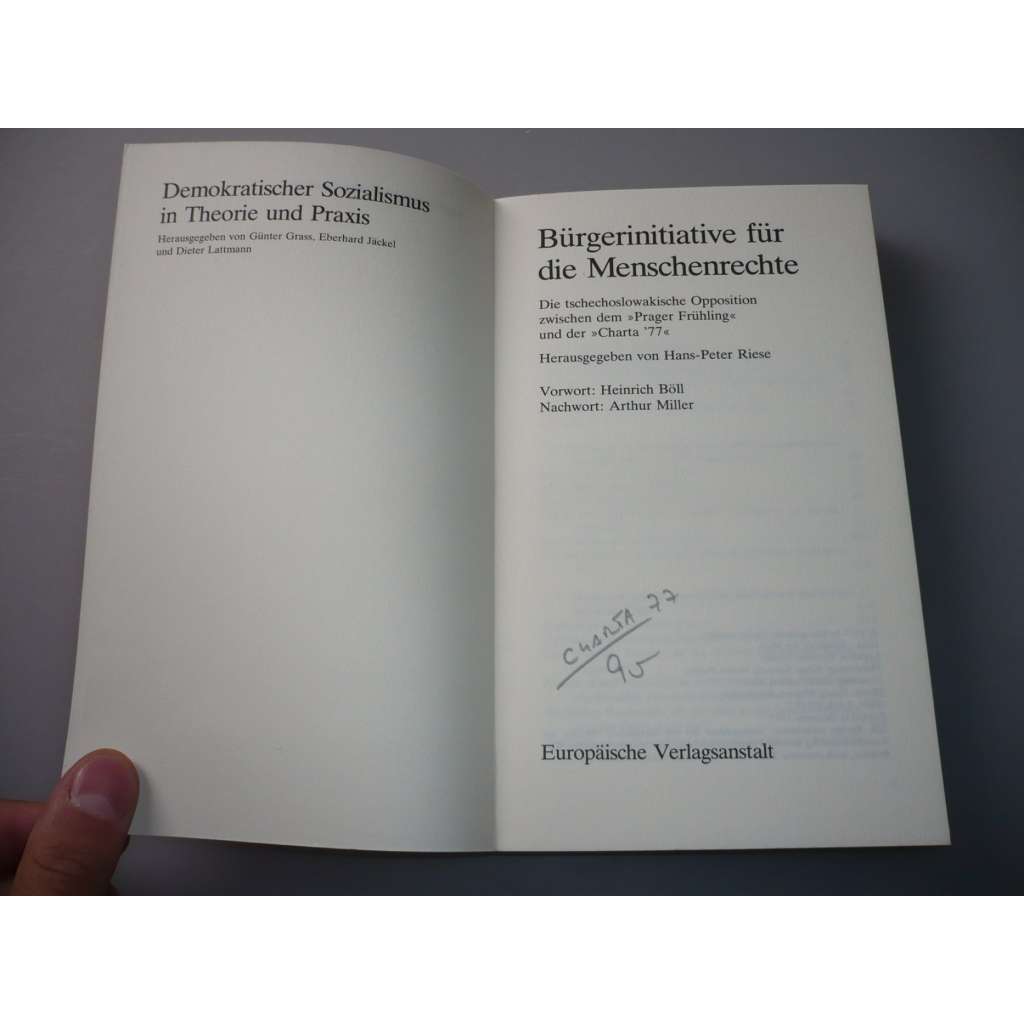 Demokratischer Sozialismus
in Theorie und Praxis
Herausgegeben von Günter Grass, Eberhard Jäckel
und Dieter Lattmann
Bürgerinitiative für
die Menschenrechte
Die tschechoslowakische Opposition
zwischen dem »Prager Frühling«
und der »Charta '77«
Herausgegeben von Hans-Peter Riese
Vorwort: Heinrich Böll
Nachwort: Arthur Miller
CHARTA 77
95
Europäische Verlagsanstalt